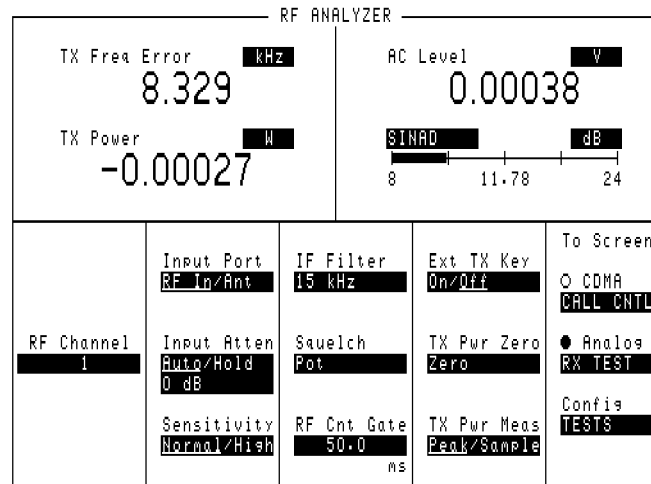 RF ANALYZER
TX Freq Error kHz
8.329
AC Level V
0.00038
TX Power W
-0.00027
SINAD dB
8 11.78 24
RF Channel
1
Input Port
RF In/Ant
Input Atten
Auto/Hold
0 dB
Sensitivity
Normal/High
IF Filter
15 kHz
Squelch
Pot
RF Cnt Gate
50.0
ms
Ext TX Key
On/Off
TX Pwr Zero
Zero
TX Pwr Meas
Peak/Sample
To Screen
CDMA
CALL CNTL
Analog
RX TEST
Config
TESTS